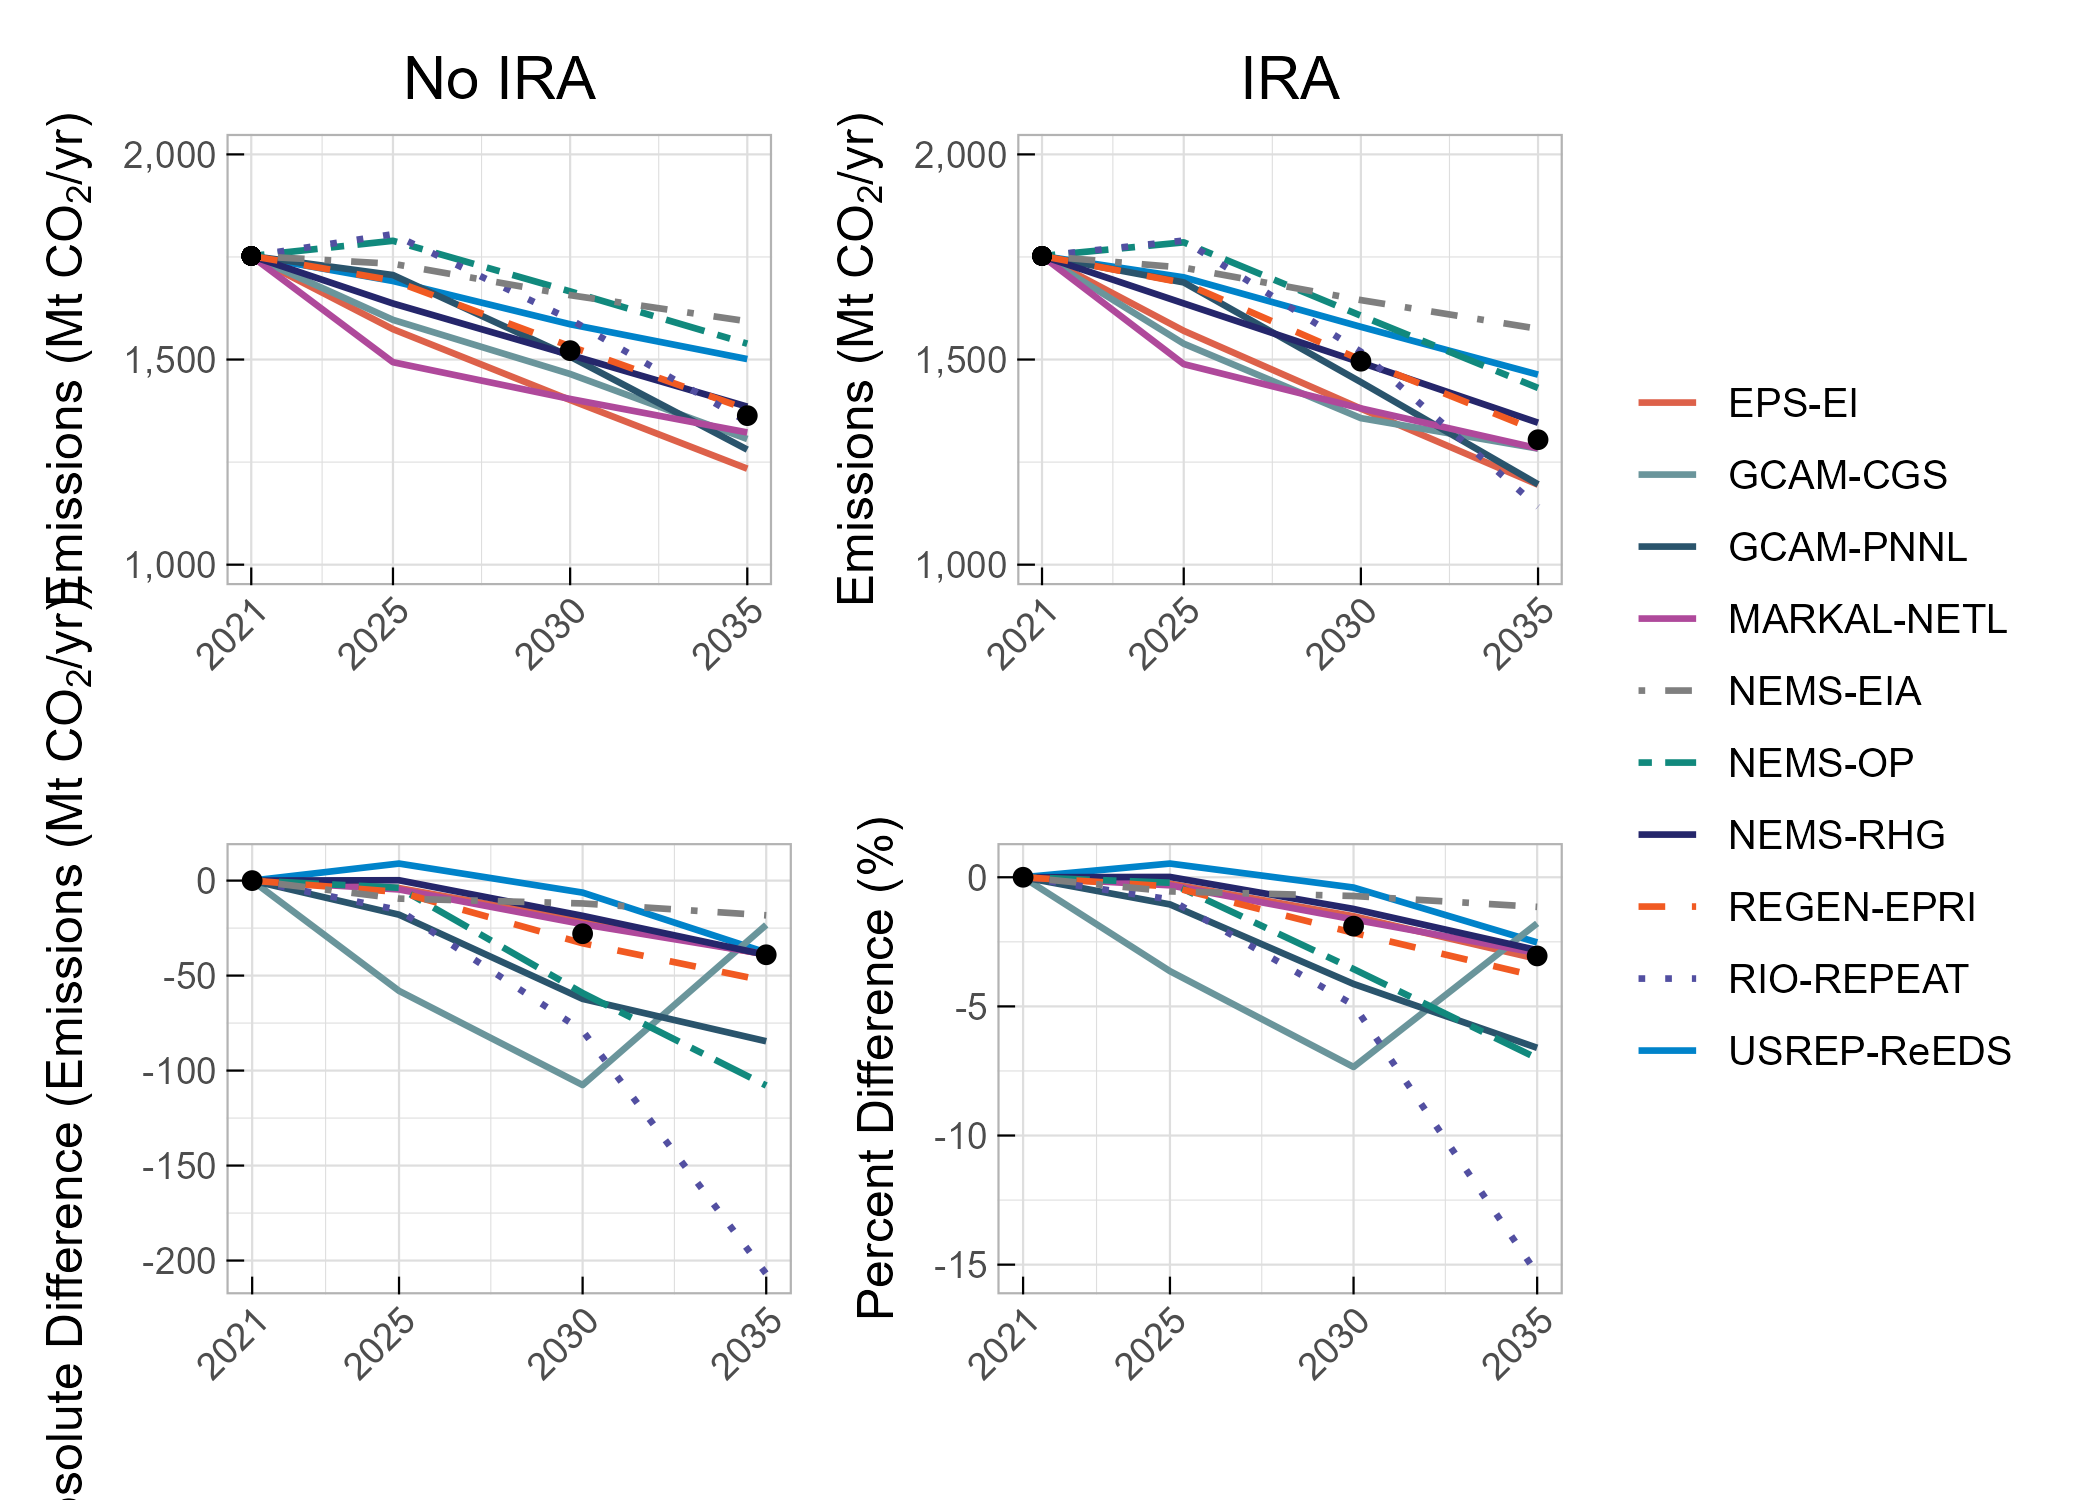 No IRA
IRA
Emissions (Mt CO₂/yr)
2,000
1,500
1,000
2021
2025
2030
2035
Emissions (Mt CO₂/yr)
2,000
1,500
1,000
2021
2025
2030
2035
EPS-EI
GCAM-CGS
GCAM-PNNL
MARKAL-NETL
NEMS-EIA
NEMS-OP
NEMS-RHG
REGEN-EPRI
RIO-REPEAT
USREP-ReEDS
solute Difference (Emissions (Mt CO₂/yr))
0
-50
-100
-150
-200
2021
2025
2030
2035
Percent Difference (%)
0
-5
-10
-15
2021
2025
2030
2035